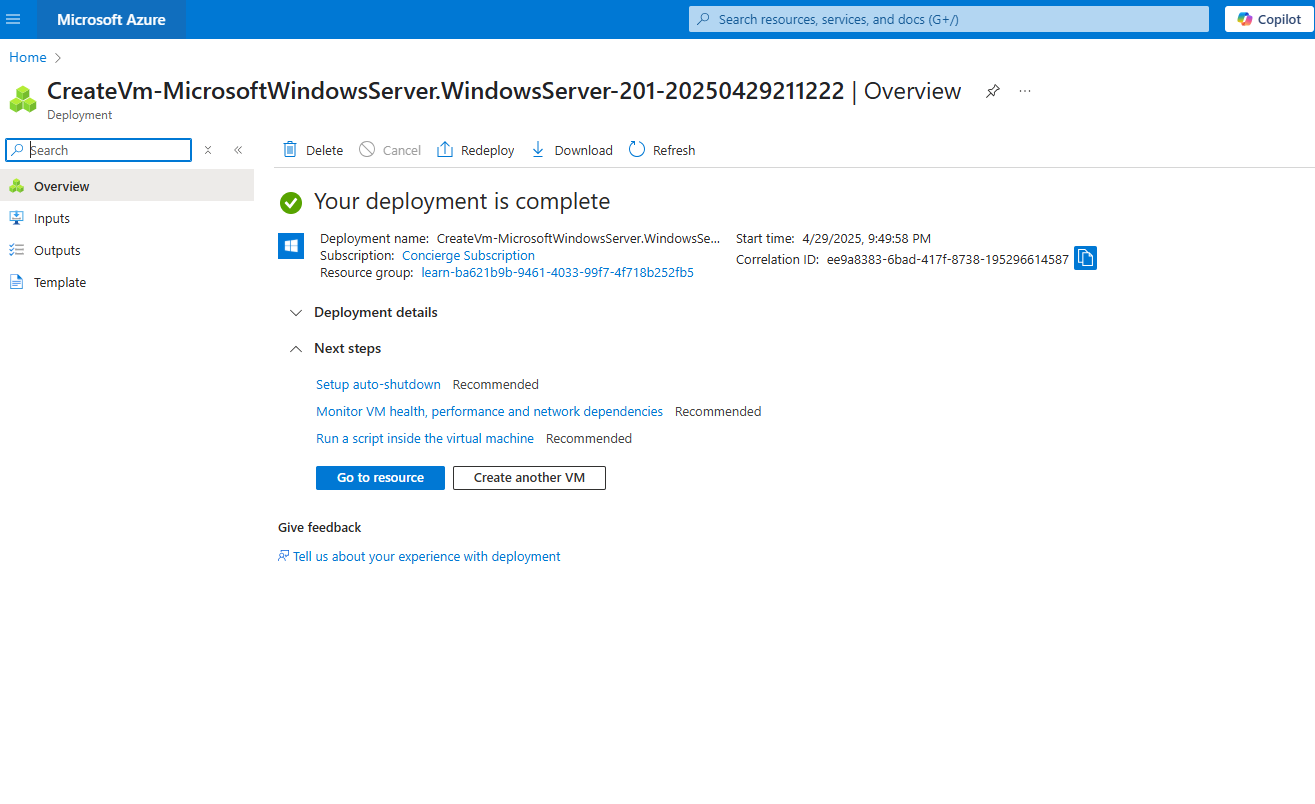 Microsoft Azure
Search resources, services, and docs (G+/)
Copilot
Home
CreateVm-MicrosoftWindowsServer.WindowsServer-201-20250429211222 | Overview
Deployment
Search
Delete
Cancel
Redeploy
Download
Refresh
Overview
Inputs
Outputs
Template
Your deployment is complete
Deployment name: CreateVm-MicrosoftWindowsServer.WindowsSe...
Subscription: Concierge Subscription
Resource group: learn-ba621b9b-9461-4033-99f7-4f718b252fb5
Start time: 4/29/2025, 9:49:58 PM
Correlation ID: ee9a8383-6bad-417f-8738-195296614587
Deployment details
Next steps
Setup auto-shutdown Recommended
Monitor VM health, performance and network dependencies Recommended
Run a script inside the virtual machine Recommended
Go to resource
Create another VM
Give feedback
Tell us about your experience with deployment